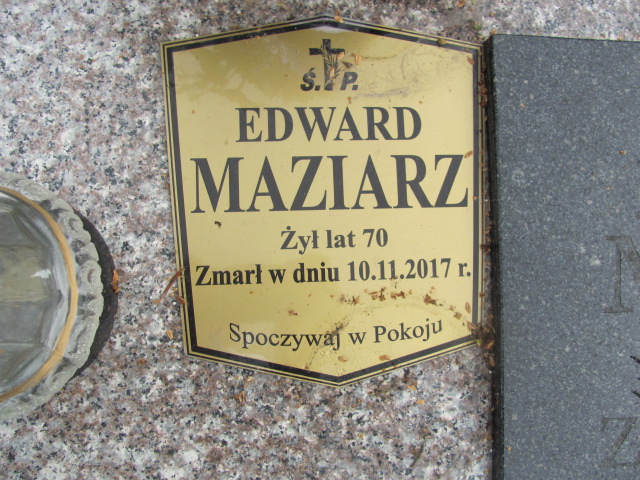 Ś.P.
EDWARD
MAZIARZ
Żył lat 70
Zmarł w dniu 10.11.2017 r.
Spoczywaj w Pokoju